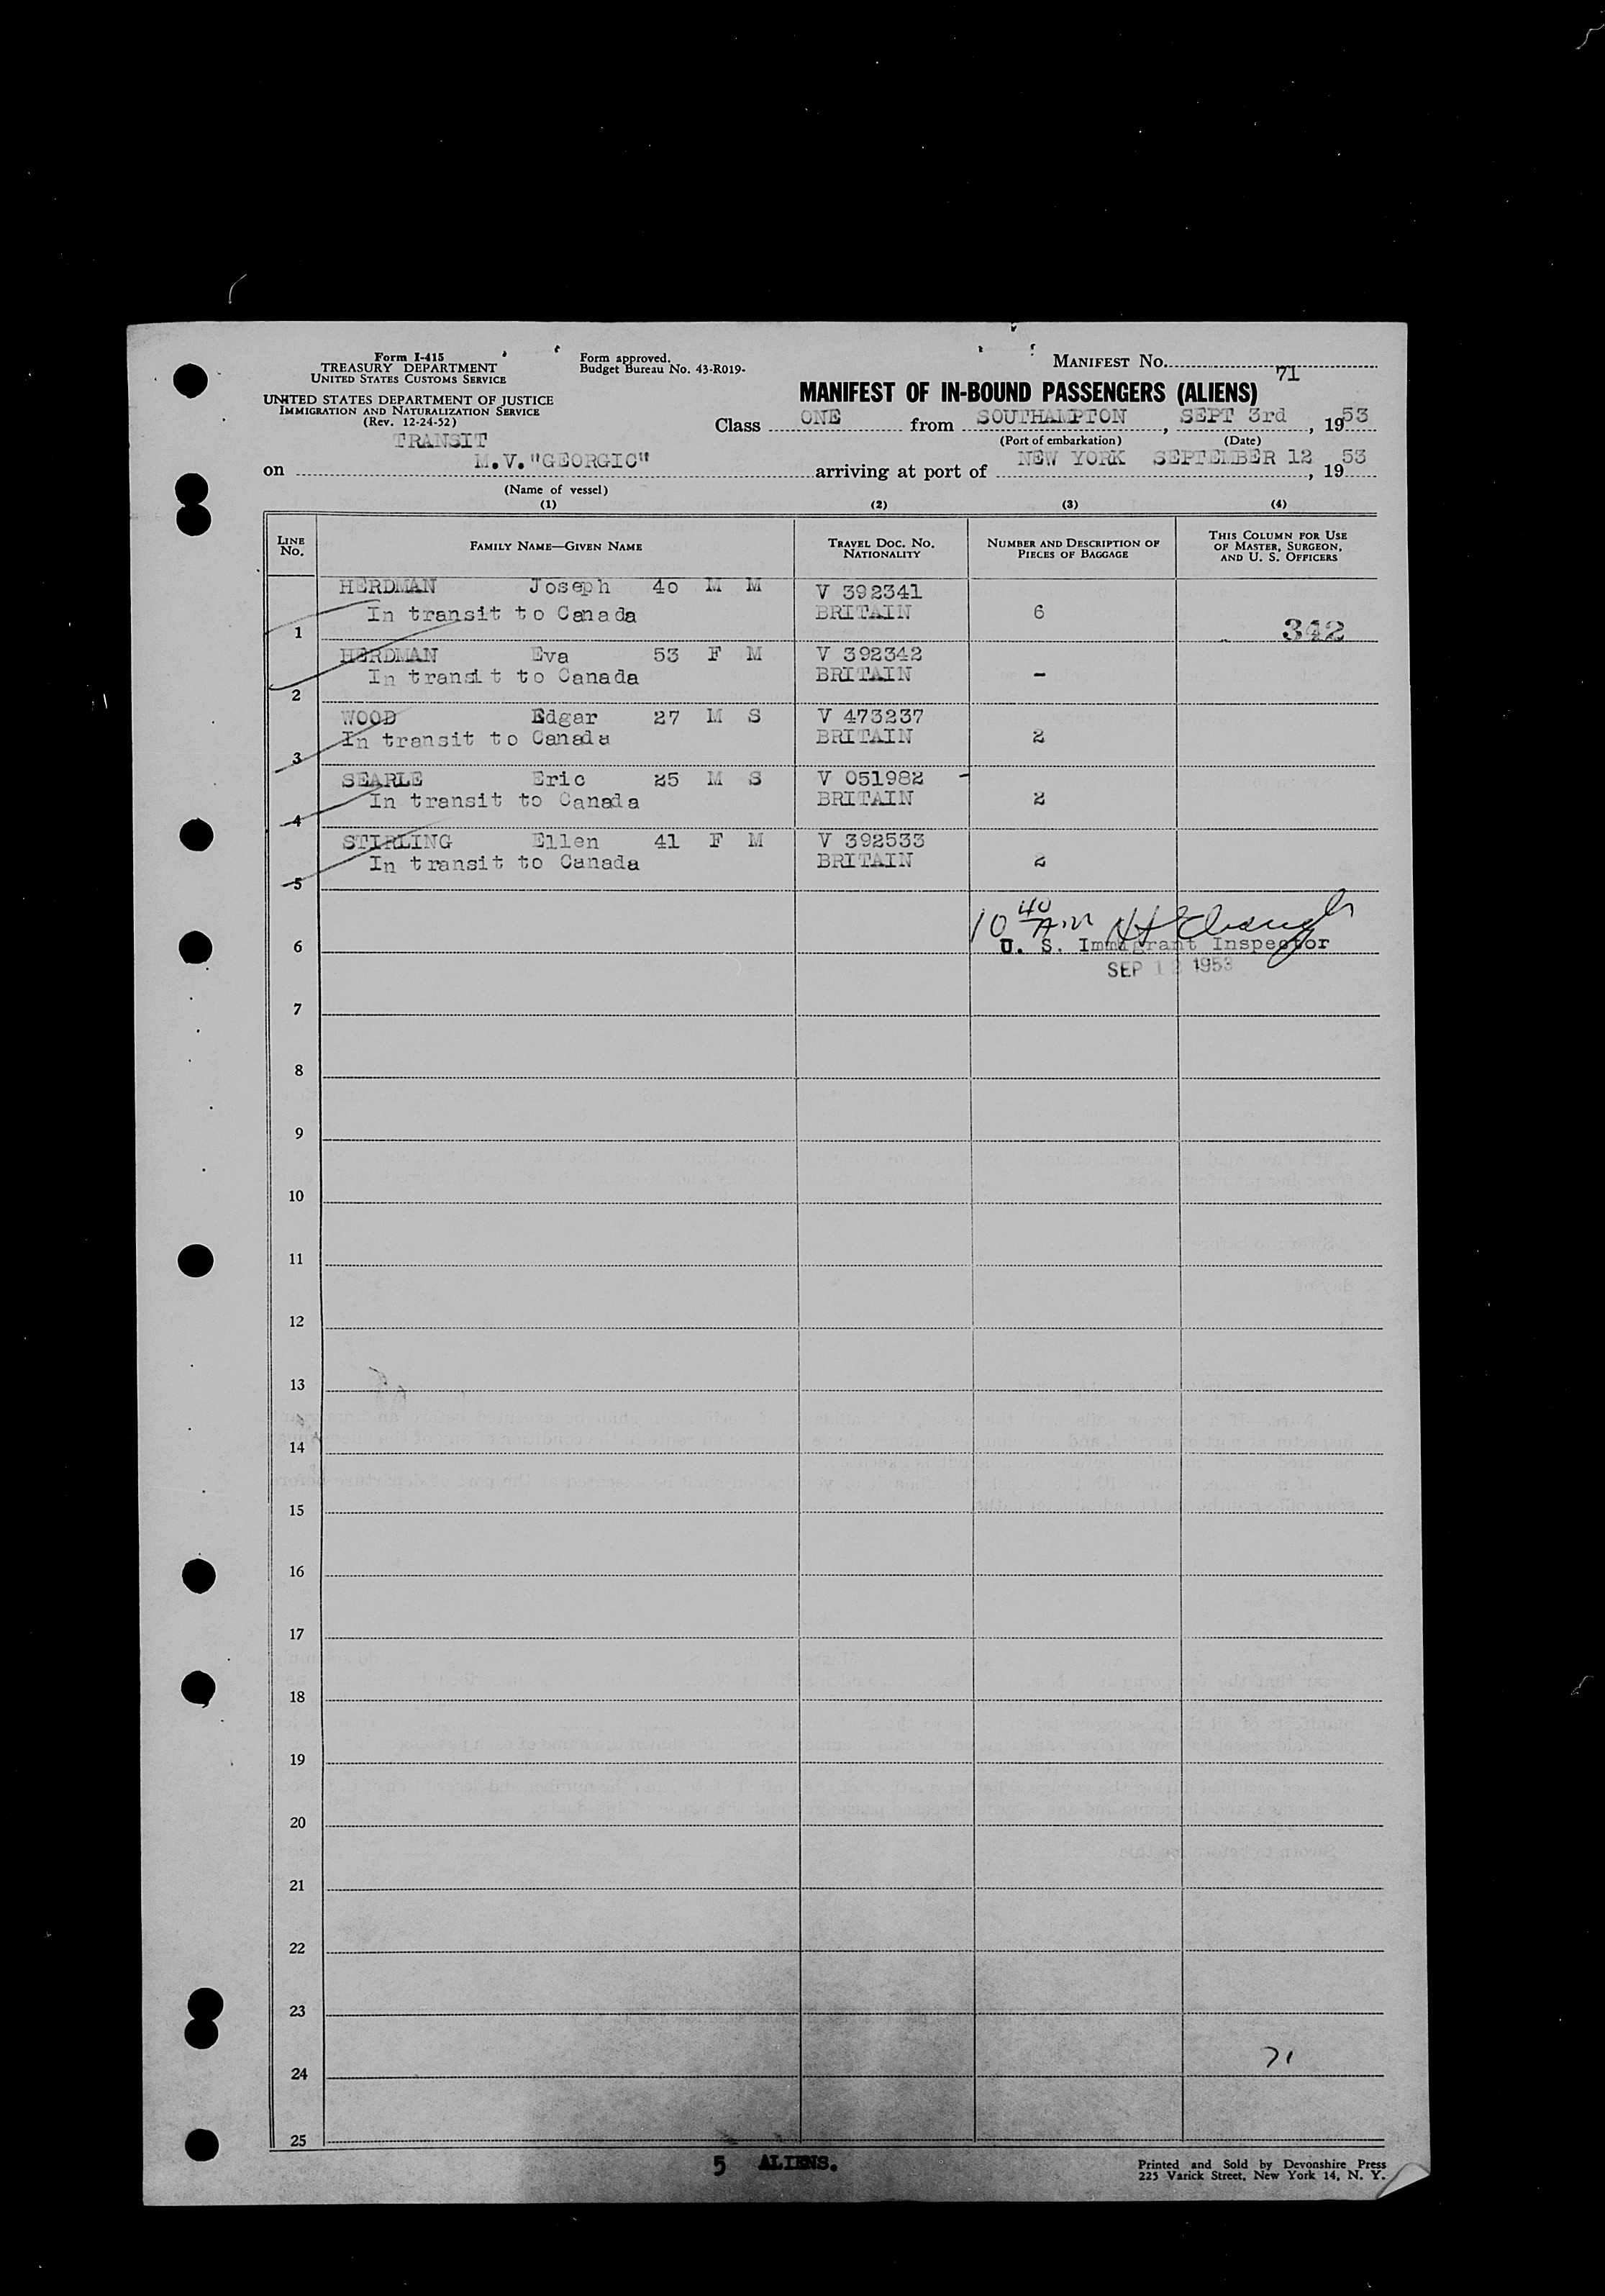 Form I-415
TREASURY DEPARTMENT
UNITED STATES CUSTOMS SERVICE
Form approved.
Budget Bureau No. 43-R019-
MANIFEST NO. 71
UNITED STATES DEPARTMENT OF JUSTICE
IMMIGRATION AND NATURALIZATION SERVICE
(Rev. 12-24-52)
MANIFEST OF IN-BOUND PASSENGERS (ALIENS)
Class ONE from SOUTHAMPTON, SEPT 3rd, 1953
(Port of embarkation) (Date)
TRANSIT
on M.V. "GEORGIC" arriving at port of NEW YORK SEPTEMBER 12, 1953
(Name of vessel)
(1) (2) (3) (4)
LINE NO. FAMILY NAME—GIVEN NAME TRAVEL DOC. NO. NATIONALITY NUMBER AND DESCRIPTION OF PIECES OF BAGGAGE THIS COLUMN FOR USE OF MASTER, SURGEON, AND U. S. OFFICERS
HERDMAN Joseph 40 M M V 392341
1 In transit to Canada BRITAIN 6 342
HERDMAN Eva 53 F M V 392342
2 In transit to Canada BRITAIN -
WOOD Edgar 27 M S V 473237
3 In transit to Canada BRITAIN 2
SEARLE Eric 25 M S V 051982 -
4 In transit to Canada BRITAIN 2
STIRLING Ellen 41 F M V 392533
5 In transit to Canada BRITAIN 2
10 40 AM
6 U. S. Immigrant Inspector
SEP 12 1953
7
8
9
10
11
12
13
14
15
16
17
18
19
20
21
22
23
24 71
25
5 ALIENS.
Printed and Sold by Devonshire Press
225 Varick Street, New York 14, N. Y.